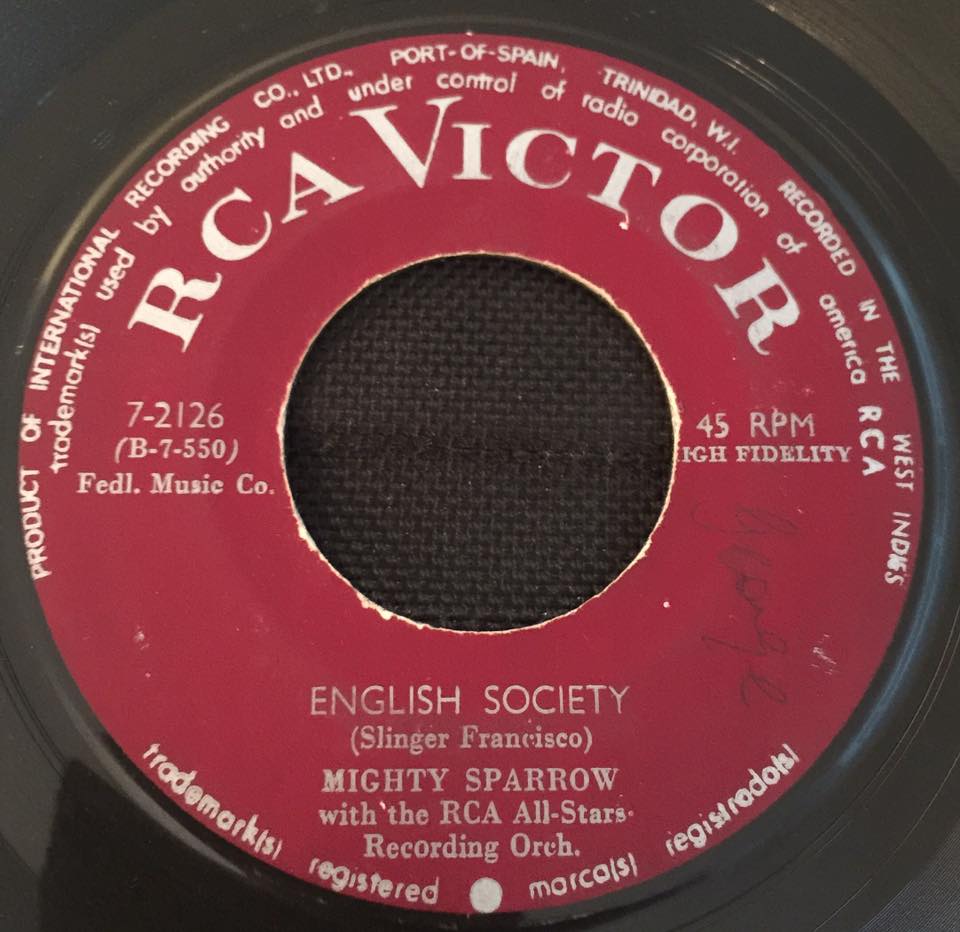 PRODUCT OF INTERNATIONAL RECORDING CO., LTD., PORT-OF-SPAIN, TRINIDAD, W.I. RECORDED IN THE WEST INDIES
trademark(s) used by authority and under control of radio corporation of america RCA
RCA VICTOR
7-2126
(B-7-550)
Fedl. Music Co.
45 RPM
IGH FIDELITY
George
ENGLISH SOCIETY
(Slinger Francisco)
MIGHTY SPARROW
with the RCA All-Stars
Recording Orch.
trademark(s) registered marca(s) registrada(s)